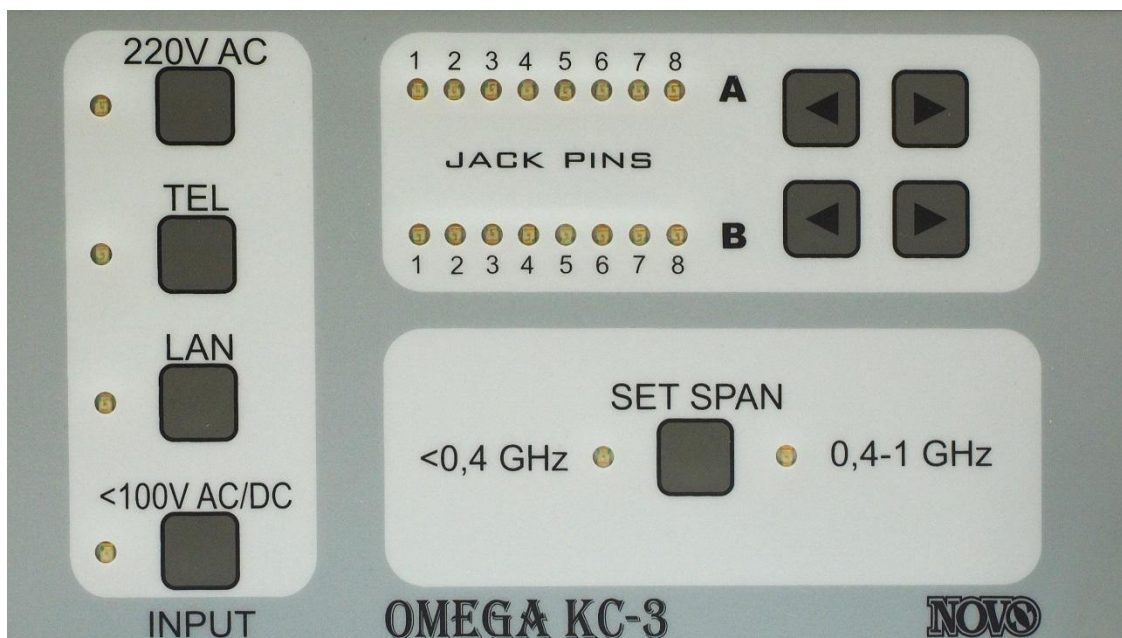 220V AC
TEL
LAN
<100V AC/DC
INPUT
1 2 3 4 5 6 7 8
A
JACK PINS
B
1 2 3 4 5 6 7 8
SET SPAN
<0,4 GHz
0,4-1 GHz
OMEGA KC-3
NOVO